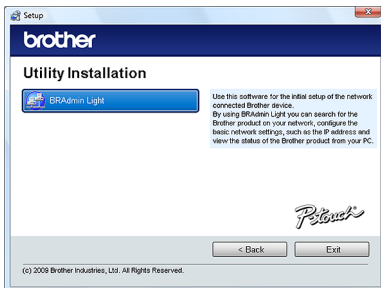 Setup
brother
Utility Installation
BRAdmin Light
Use this software for the initial setup of the network
connected Brother device.
By using BRAdmin Light you can search for the
Brother product on your network, configure the
basic network settings, such as the IP address and
view the status of the Brother product from your PC.
P-touch
< Back
Exit
(c) 2009 Brother Industries, Ltd. All Rights Reserved.